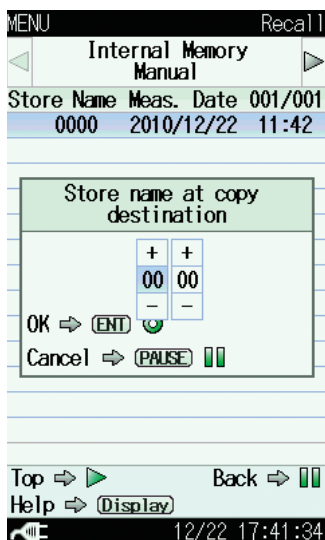 MENU Recall
Internal Memory
Manual
Store Name Meas. Date 001/001
0000 2010/12/22 11:42
Store name at copy
destination
+ +
00 00
− −
OK ⇨ ENT
Cancel ⇨ PAUSE
Top ⇨ Back ⇨
Help ⇨ Display
12/22 17:41:34